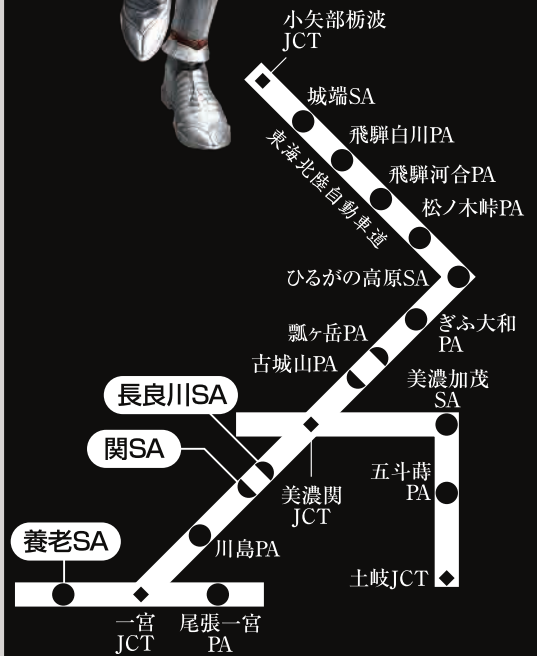 小矢部栃波
JCT
城端SA
飛騨白川PA
飛騨河合PA
松ノ木峠PA
東海北陸自動車道
ひるがの高原SA
ぎふ大和
PA
瓢ヶ岳PA
古城山PA
美濃加茂
SA
長良川SA
関SA
五斗蒔
PA
美濃関
JCT
養老SA
川島PA
土岐JCT
一宮
JCT
尾張一宮
PA